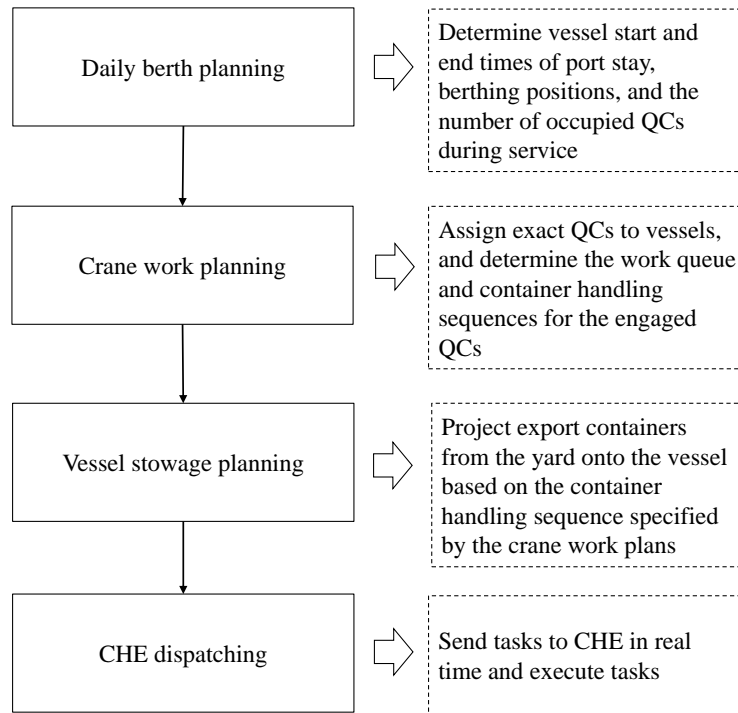 Daily berth planning
Determine vessel start and
end times of port stay,
berthing positions, and the
number of occupied QCs
during service
Crane work planning
Assign exact QCs to vessels,
and determine the work queue
and container handling
sequences for the engaged
QCs
Vessel stowage planning
Project export containers
from the yard onto the vessel
based on the container
handling sequence specified
by the crane work plans
CHE dispatching
Send tasks to CHE in real
time and execute tasks